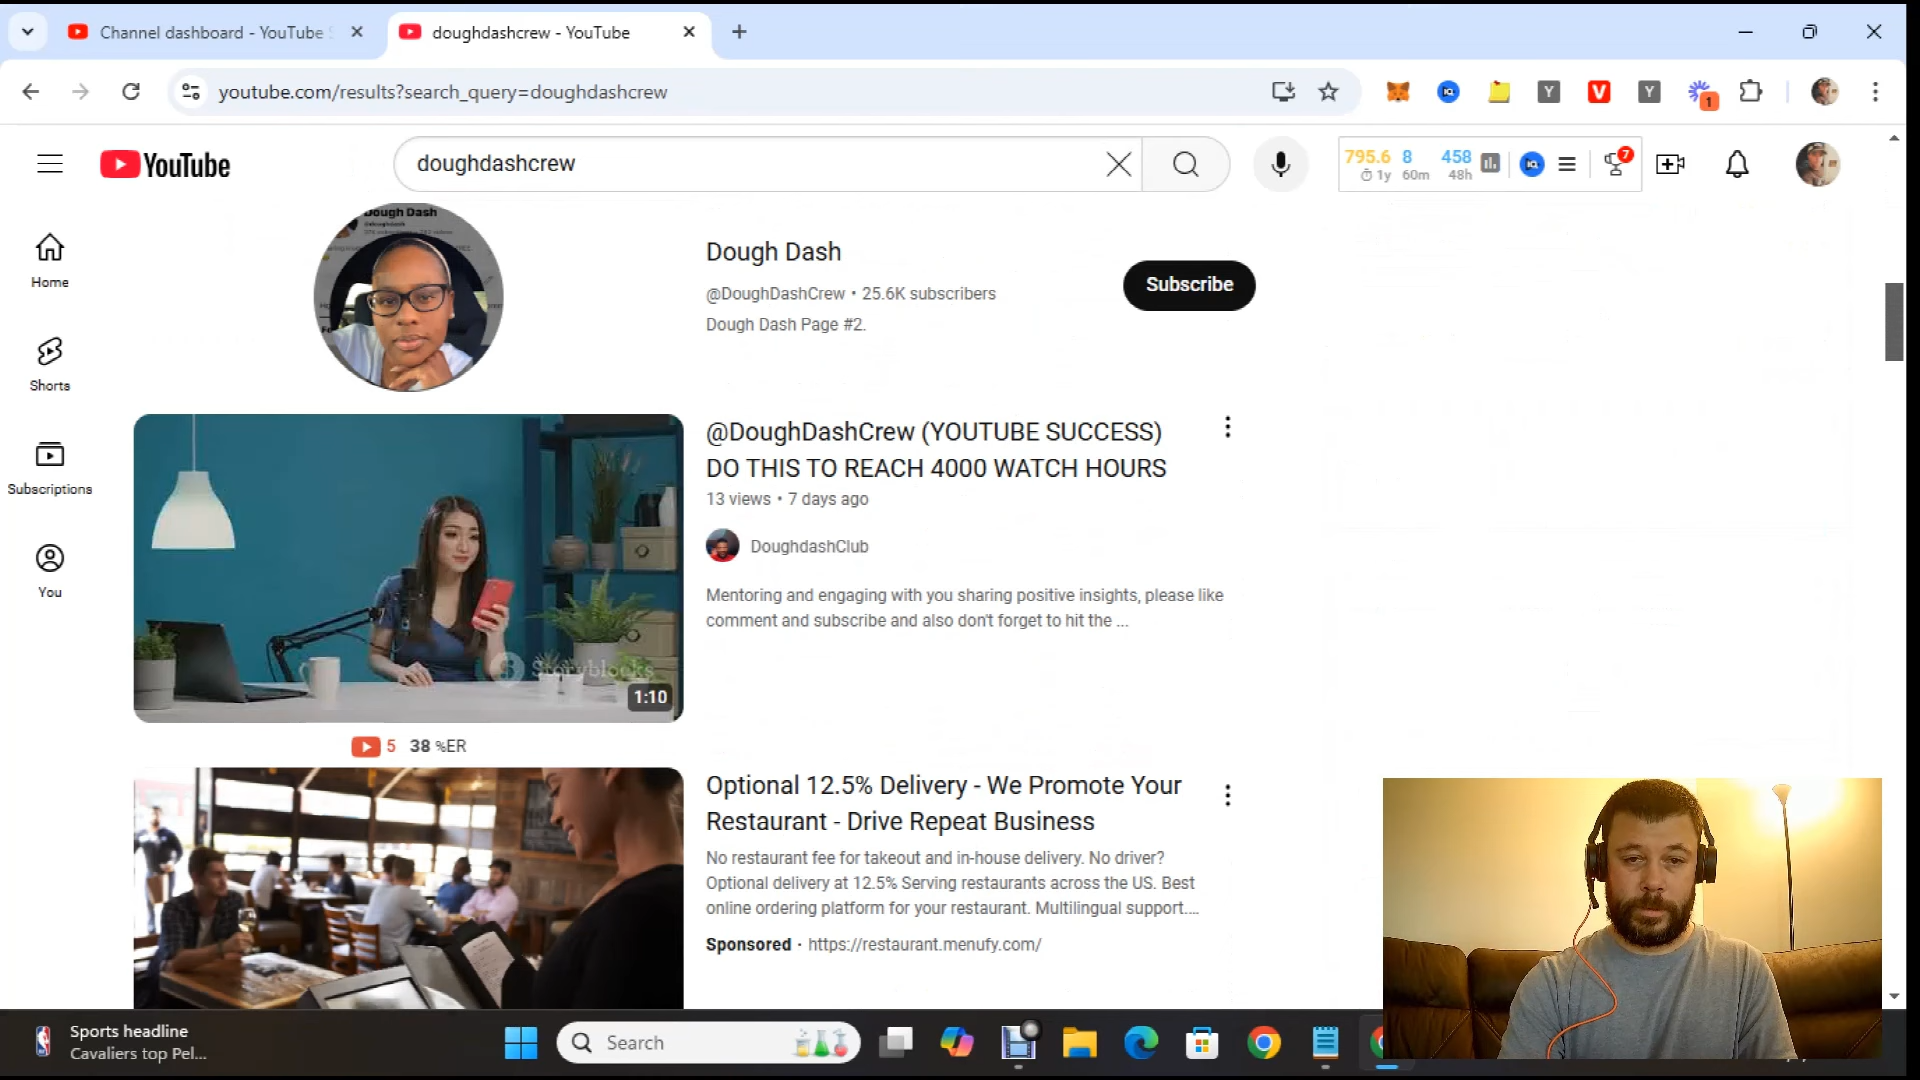 Channel dashboard - YouTube
doughdashcrew - YouTube
youtube.com/results?search_query=doughdashcrew
1
YouTube
doughdashcrew
795.6 8 458
1y 60m 48h
7
Home
Shorts
Subscriptions
You
Dough Dash
Dough Dash
@DoughDashCrew • 25.6K subscribers
Dough Dash Page #2.
Subscribe
@DoughDashCrew (YOUTUBE SUCCESS)
DO THIS TO REACH 4000 WATCH HOURS
13 views • 7 days ago
DoughdashClub
Mentoring and engaging with you sharing positive insights, please like
comment and subscribe and also don't forget to hit the ...
Storyblocks
1:10
5 38 %ER
Optional 12.5% Delivery - We Promote Your
Restaurant - Drive Repeat Business
No restaurant fee for takeout and in-house delivery. No driver?
Optional delivery at 12.5% Serving restaurants across the US. Best
online ordering platform for your restaurant. Multilingual support....
Sponsored · https://restaurant.menufy.com/
Sports headline
Cavaliers top Pel...
Search